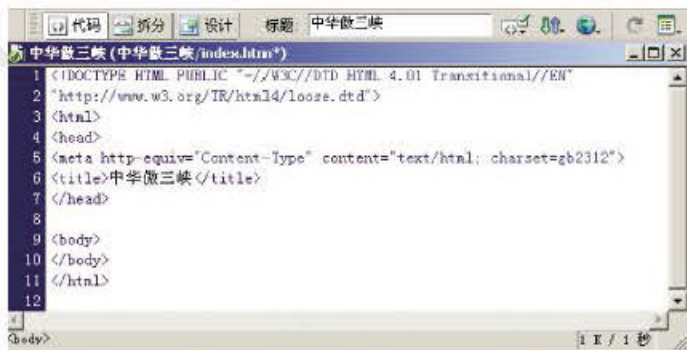 代码 拆分 设计 标题: 中华傲三峡
中华傲三峡 (中华傲三峡/index.htm*)
1 <!DOCTYPE HTML PUBLIC "-//W3C//DTD HTML 4.01 Transitional//EN"
2 "http://www.w3.org/TR/html4/loose.dtd">
3 <html>
4 <head>
5 <meta http-equiv="Content-Type" content="text/html; charset=gb2312">
6 <title>中华傲三峡</title>
7 </head>
8
9 <body>
10 </body>
11 </html>
12
<body> 1 K / 1 秒